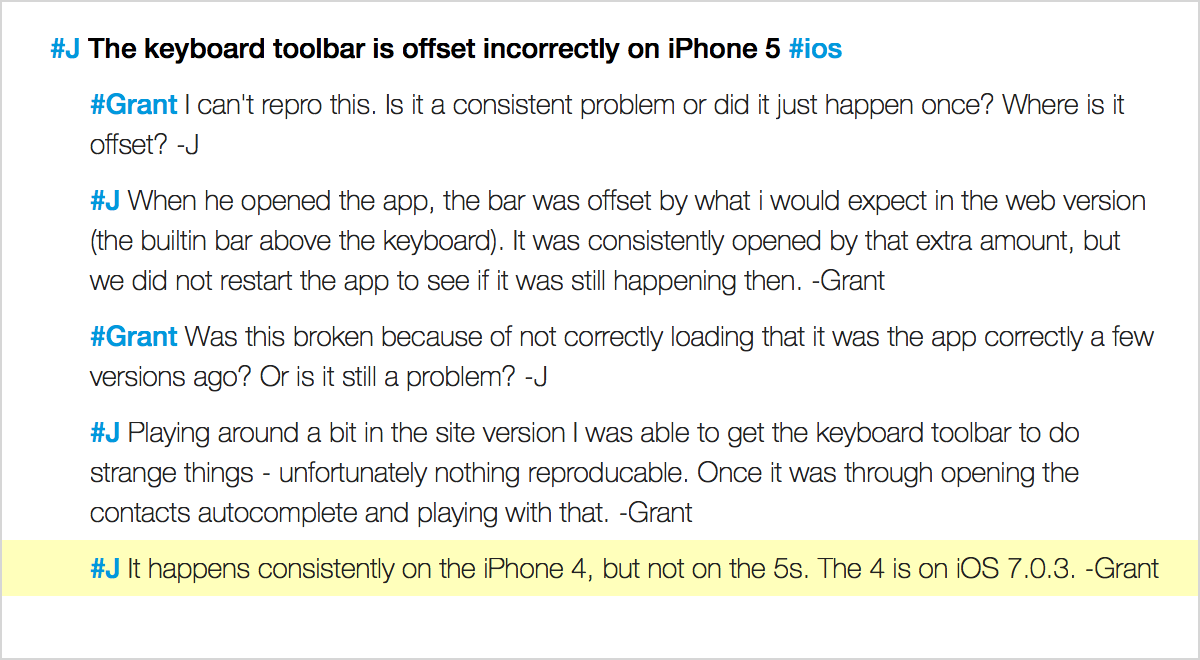 #J The keyboard toolbar is offset incorrectly on iPhone 5 #ios
#Grant I can't repro this. Is it a consistent problem or did it just happen once? Where is it
offset? -J
#J When he opened the app, the bar was offset by what i would expect in the web version
(the builtin bar above the keyboard). It was consistently opened by that extra amount, but
we did not restart the app to see if it was still happening then. -Grant
#Grant Was this broken because of not correctly loading that it was the app correctly a few
versions ago? Or is it still a problem? -J
#J Playing around a bit in the site version I was able to get the keyboard toolbar to do
strange things - unfortunately nothing reproducable. Once it was through opening the
contacts autocomplete and playing with that. -Grant
#J It happens consistently on the iPhone 4, but not on the 5s. The 4 is on iOS 7.0.3. -Grant